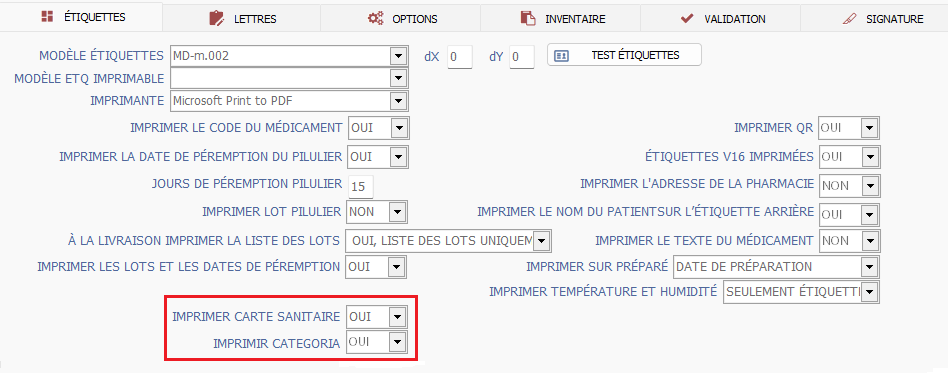 ÉTIQUETTES LETTRES OPTIONS INVENTAIRE VALIDATION SIGNATURE
MODÈLE ÉTIQUETTES MD-m.002 dX 0 dY 0 TEST ÉTIQUETTES
MODÈLE ETQ IMPRIMABLE
IMPRIMANTE Microsoft Print to PDF
IMPRIMER LE CODE DU MÉDICAMENT OUI IMPRIMER QR OUI
IMPRIMER LA DATE DE PÉREMPTION DU PILULIER OUI ÉTIQUETTES V16 IMPRIMÉES OUI
JOURS DE PÉREMPTION PILULIER 15 IMPRIMER L'ADRESSE DE LA PHARMACIE NON
IMPRIMER LOT PILULIER NON IMPRIMER LE NOM DU PATIENTSUR L’ÉTIQUETTE ARRIÈRE OUI
À LA LIVRAISON IMPRIMER LA LISTE DES LOTS OUI, LISTE DES LOTS UNIQUEM IMPRIMER LE TEXTE DU MÉDICAMENT NON
IMPRIMER LES LOTS ET LES DATES DE PÉREMPTION OUI IMPRIMER SUR PRÉPARÉ DATE DE PRÉPARATION
IMPRIMER TEMPÉRATURE ET HUMIDITÉ SEULEMENT ÉTIQUETTI
IMPRIMER CARTE SANITAIRE OUI
IMPRIMIR CATEGORIA OUI